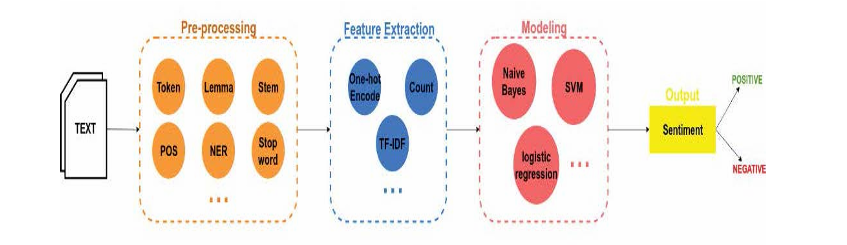 Pre-processing
Feature Extraction
Modeling
TEXT
Token
Lemma
Stem
POS
NER
Stop
word
...
One-hot
Encode
Count
TF-IDF
...
Naive
Bayes
SVM
logistic
regression
...
Output
Sentiment
POSITIVE
NEGATIVE